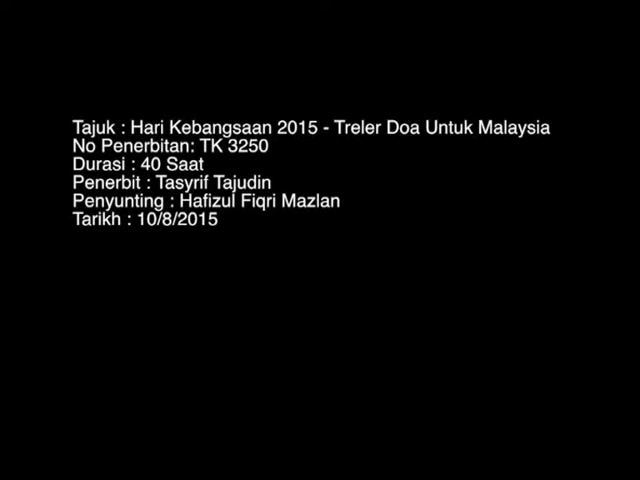 Tajuk : Hari Kebangsaan 2015 - Treler Doa Untuk Malaysia
No Penerbitan: TK 3250
Durasi : 40 Saat
Penerbit : Tasyrif Tajudin
Penyunting : Hafizul Fiqri Mazlan
Tarikh : 10/8/2015